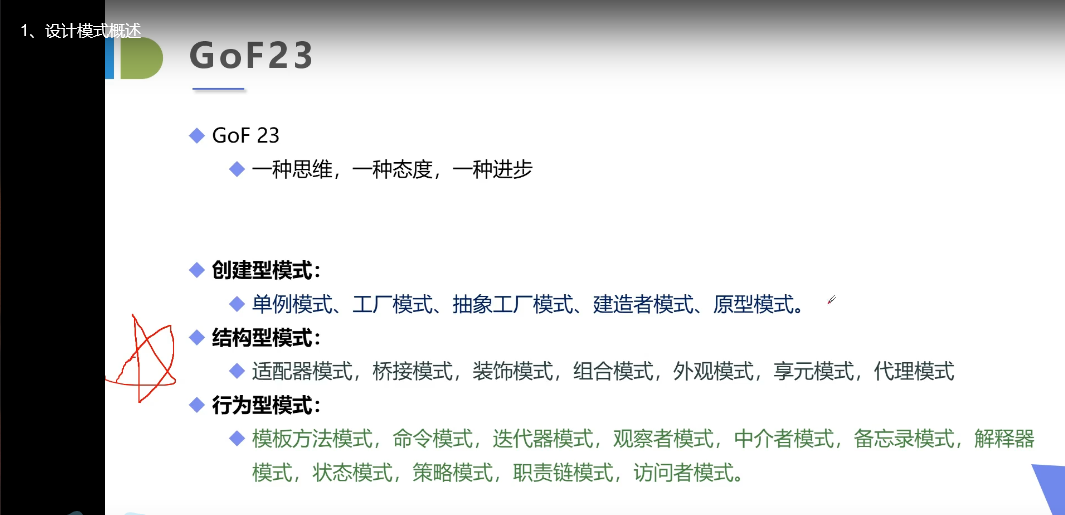 1、设计模式概述
GoF23
GoF 23
一种思维，一种态度，一种进步
创建型模式：
单例模式、工厂模式、抽象工厂模式、建造者模式、原型模式。
结构型模式：
适配器模式，桥接模式，装饰模式，组合模式，外观模式，享元模式，代理模式
行为型模式：
模板方法模式，命令模式，迭代器模式，观察者模式，中介者模式，备忘录模式，解释器
模式，状态模式，策略模式，职责链模式，访问者模式。